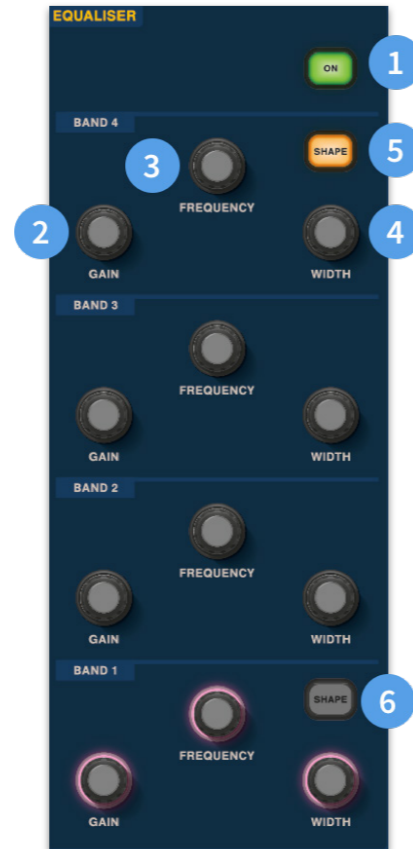 EQUALISER
ON
1
BAND 4
SHAPE
5
3
FREQUENCY
2
4
GAIN
WIDTH
BAND 3
FREQUENCY
GAIN
WIDTH
BAND 2
FREQUENCY
GAIN
WIDTH
BAND 1
SHAPE
6
FREQUENCY
GAIN
WIDTH